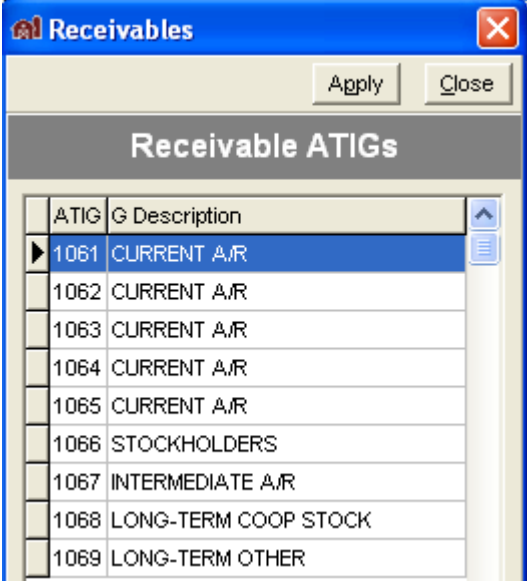 Receivables
Apply Close
Receivable ATIGs
ATIG G Description
1061 CURRENT A/R
1062 CURRENT A/R
1063 CURRENT A/R
1064 CURRENT A/R
1065 CURRENT A/R
1066 STOCKHOLDERS
1067 INTERMEDIATE A/R
1068 LONG-TERM COOP STOCK
1069 LONG-TERM OTHER